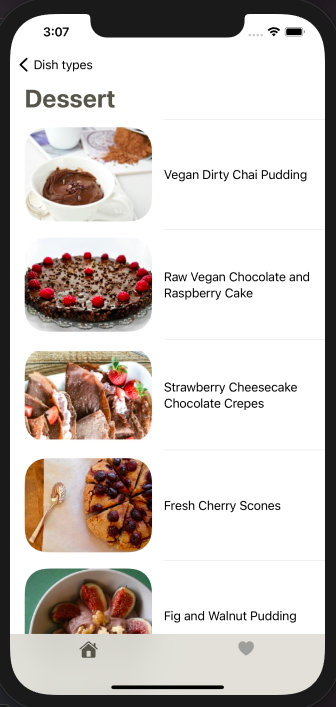 3:07
Dish types
Dessert
Vegan Dirty Chai Pudding
Raw Vegan Chocolate and
Raspberry Cake
Strawberry Cheesecake
Chocolate Crepes
Fresh Cherry Scones
Fig and Walnut Pudding